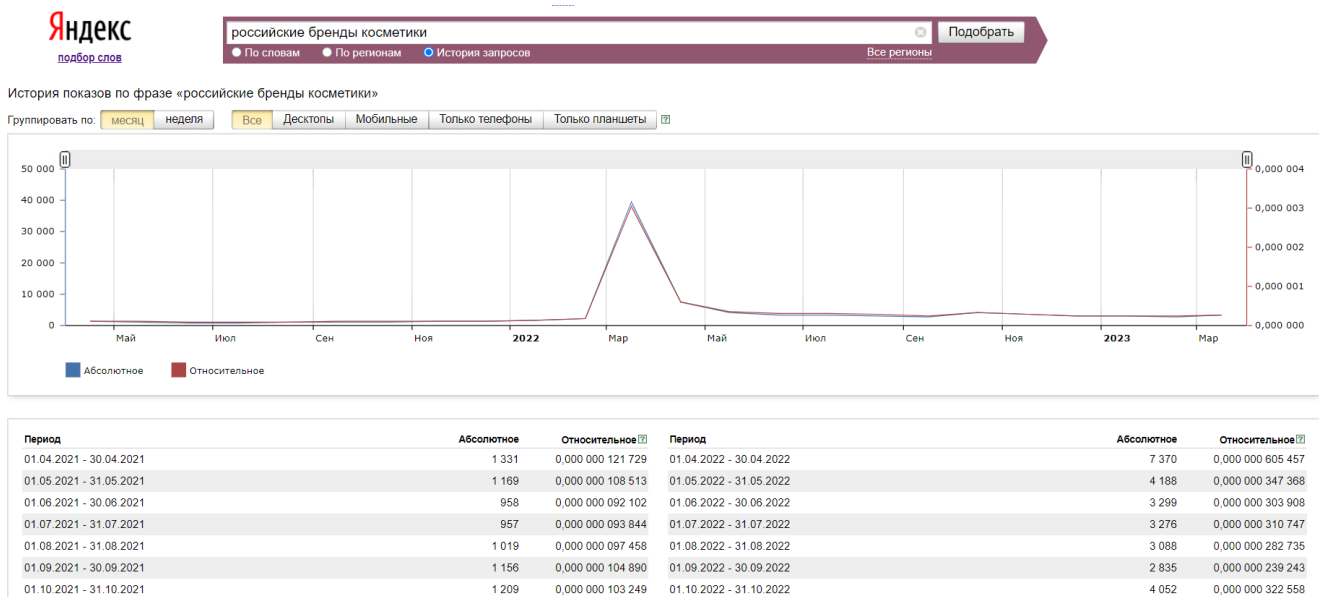 Яндекс
подбор слов
российские бренды косметики
Подобрать
По словам По регионам История запросов Все регионы
История показов по фразе «российские бренды косметики»
Группировать по: месяц неделя Все Десктопы Мобильные Только телефоны Только планшеты ?
50 000 0,000 004
40 000
0,000 003
30 000
0,000 002
20 000
10 000 0,000 001
0 0,000 000
Май Июл Сен Ноя 2022 Мар Май Июл Сен Ноя 2023 Мар
Абсолютное Относительное
Период Абсолютное Относительное ? Период Абсолютное Относительное ?
01.04.2021 - 30.04.2021 1 331 0,000 000 121 729 01.04.2022 - 30.04.2022 7 370 0,000 000 605 457
01.05.2021 - 31.05.2021 1 169 0,000 000 108 513 01.05.2022 - 31.05.2022 4 188 0,000 000 347 368
01.06.2021 - 30.06.2021 958 0,000 000 092 102 01.06.2022 - 30.06.2022 3 299 0,000 000 303 908
01.07.2021 - 31.07.2021 957 0,000 000 093 844 01.07.2022 - 31.07.2022 3 276 0,000 000 310 747
01.08.2021 - 31.08.2021 1 019 0,000 000 097 458 01.08.2022 - 31.08.2022 3 088 0,000 000 282 735
01.09.2021 - 30.09.2021 1 156 0,000 000 104 890 01.09.2022 - 30.09.2022 2 835 0,000 000 239 243
01.10.2021 - 31.10.2021 1 209 0,000 000 103 249 01.10.2022 - 31.10.2022 4 052 0,000 000 322 558